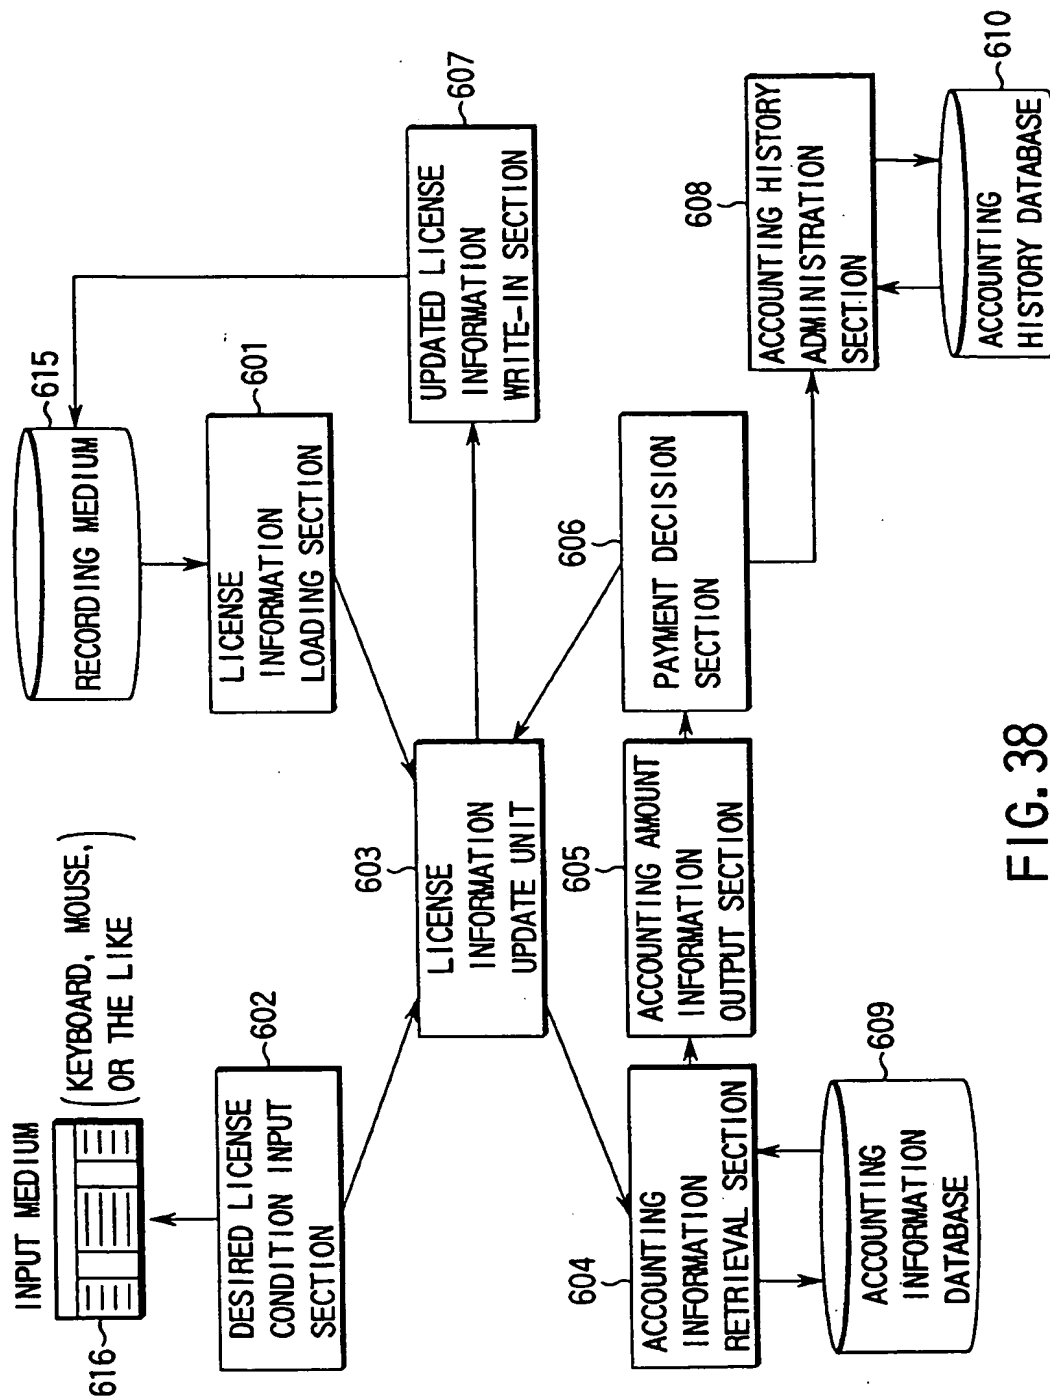 INPUT MEDIUM
(KEYBOARD, MOUSE,
OR THE LIKE)
616
DESIRED LICENSE
CONDITION INPUT
SECTION
602
RECORDING MEDIUM
615
LICENSE
INFORMATION
LOADING SECTION
601
UPDATED LICENSE
INFORMATION
WRITE-IN SECTION
607
603
LICENSE
INFORMATION
UPDATE UNIT
604
ACCOUNTING
INFORMATION
RETRIEVAL SECTION
605
ACCOUNTING AMOUNT
INFORMATION
OUTPUT SECTION
606
PAYMENT DECISION
SECTION
608
ACCOUNTING HISTORY
ADMINISTRATION
SECTION
609
ACCOUNTING
INFORMATION
DATABASE
610
ACCOUNTING
HISTORY DATABASE
FIG. 38